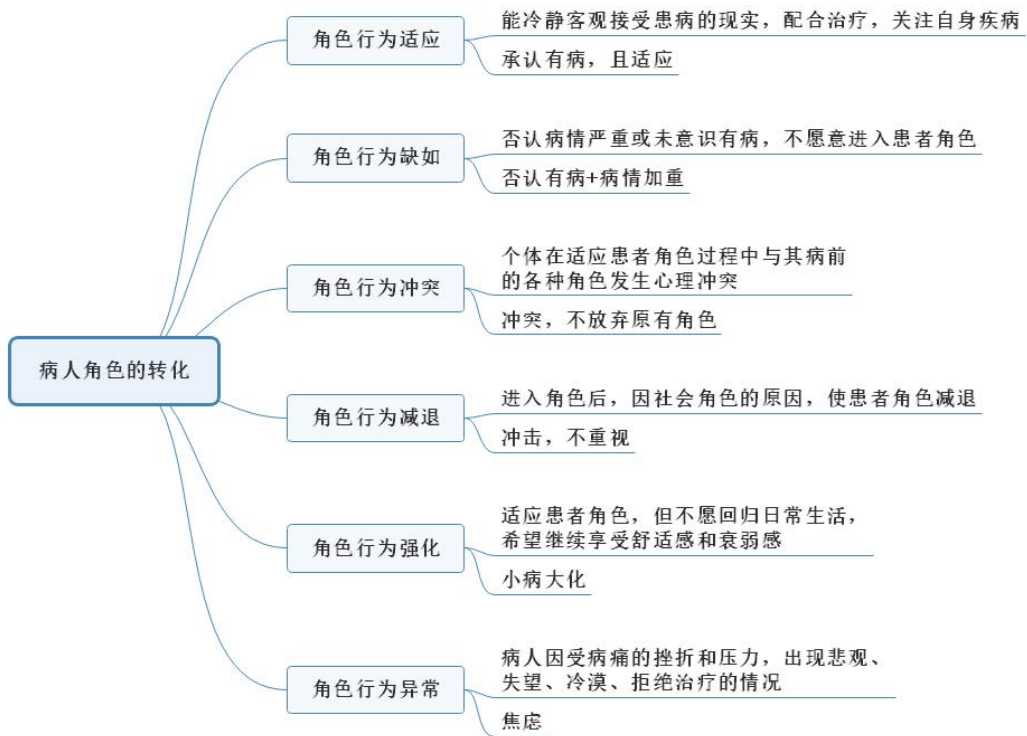 病人角色的转化
角色行为适应
能冷静客观接受患病的现实，配合治疗，关注自身疾病
承认有病，且适应
角色行为缺如
否认病情严重或未意识有病，不愿意进入患者角色
否认有病+病情加重
角色行为冲突
个体在适应患者角色过程中与其病前
的各种角色发生心理冲突
冲突，不放弃原有角色
角色行为减退
进入角色后，因社会角色的原因，使患者角色减退
冲击，不重视
角色行为强化
适应患者角色，但不愿回归日常生活，
希望继续享受舒适感和衰弱感
小病大化
角色行为异常
病人因受病痛的挫折和压力，出现悲观、
失望、冷漠、拒绝治疗的情况
焦虑